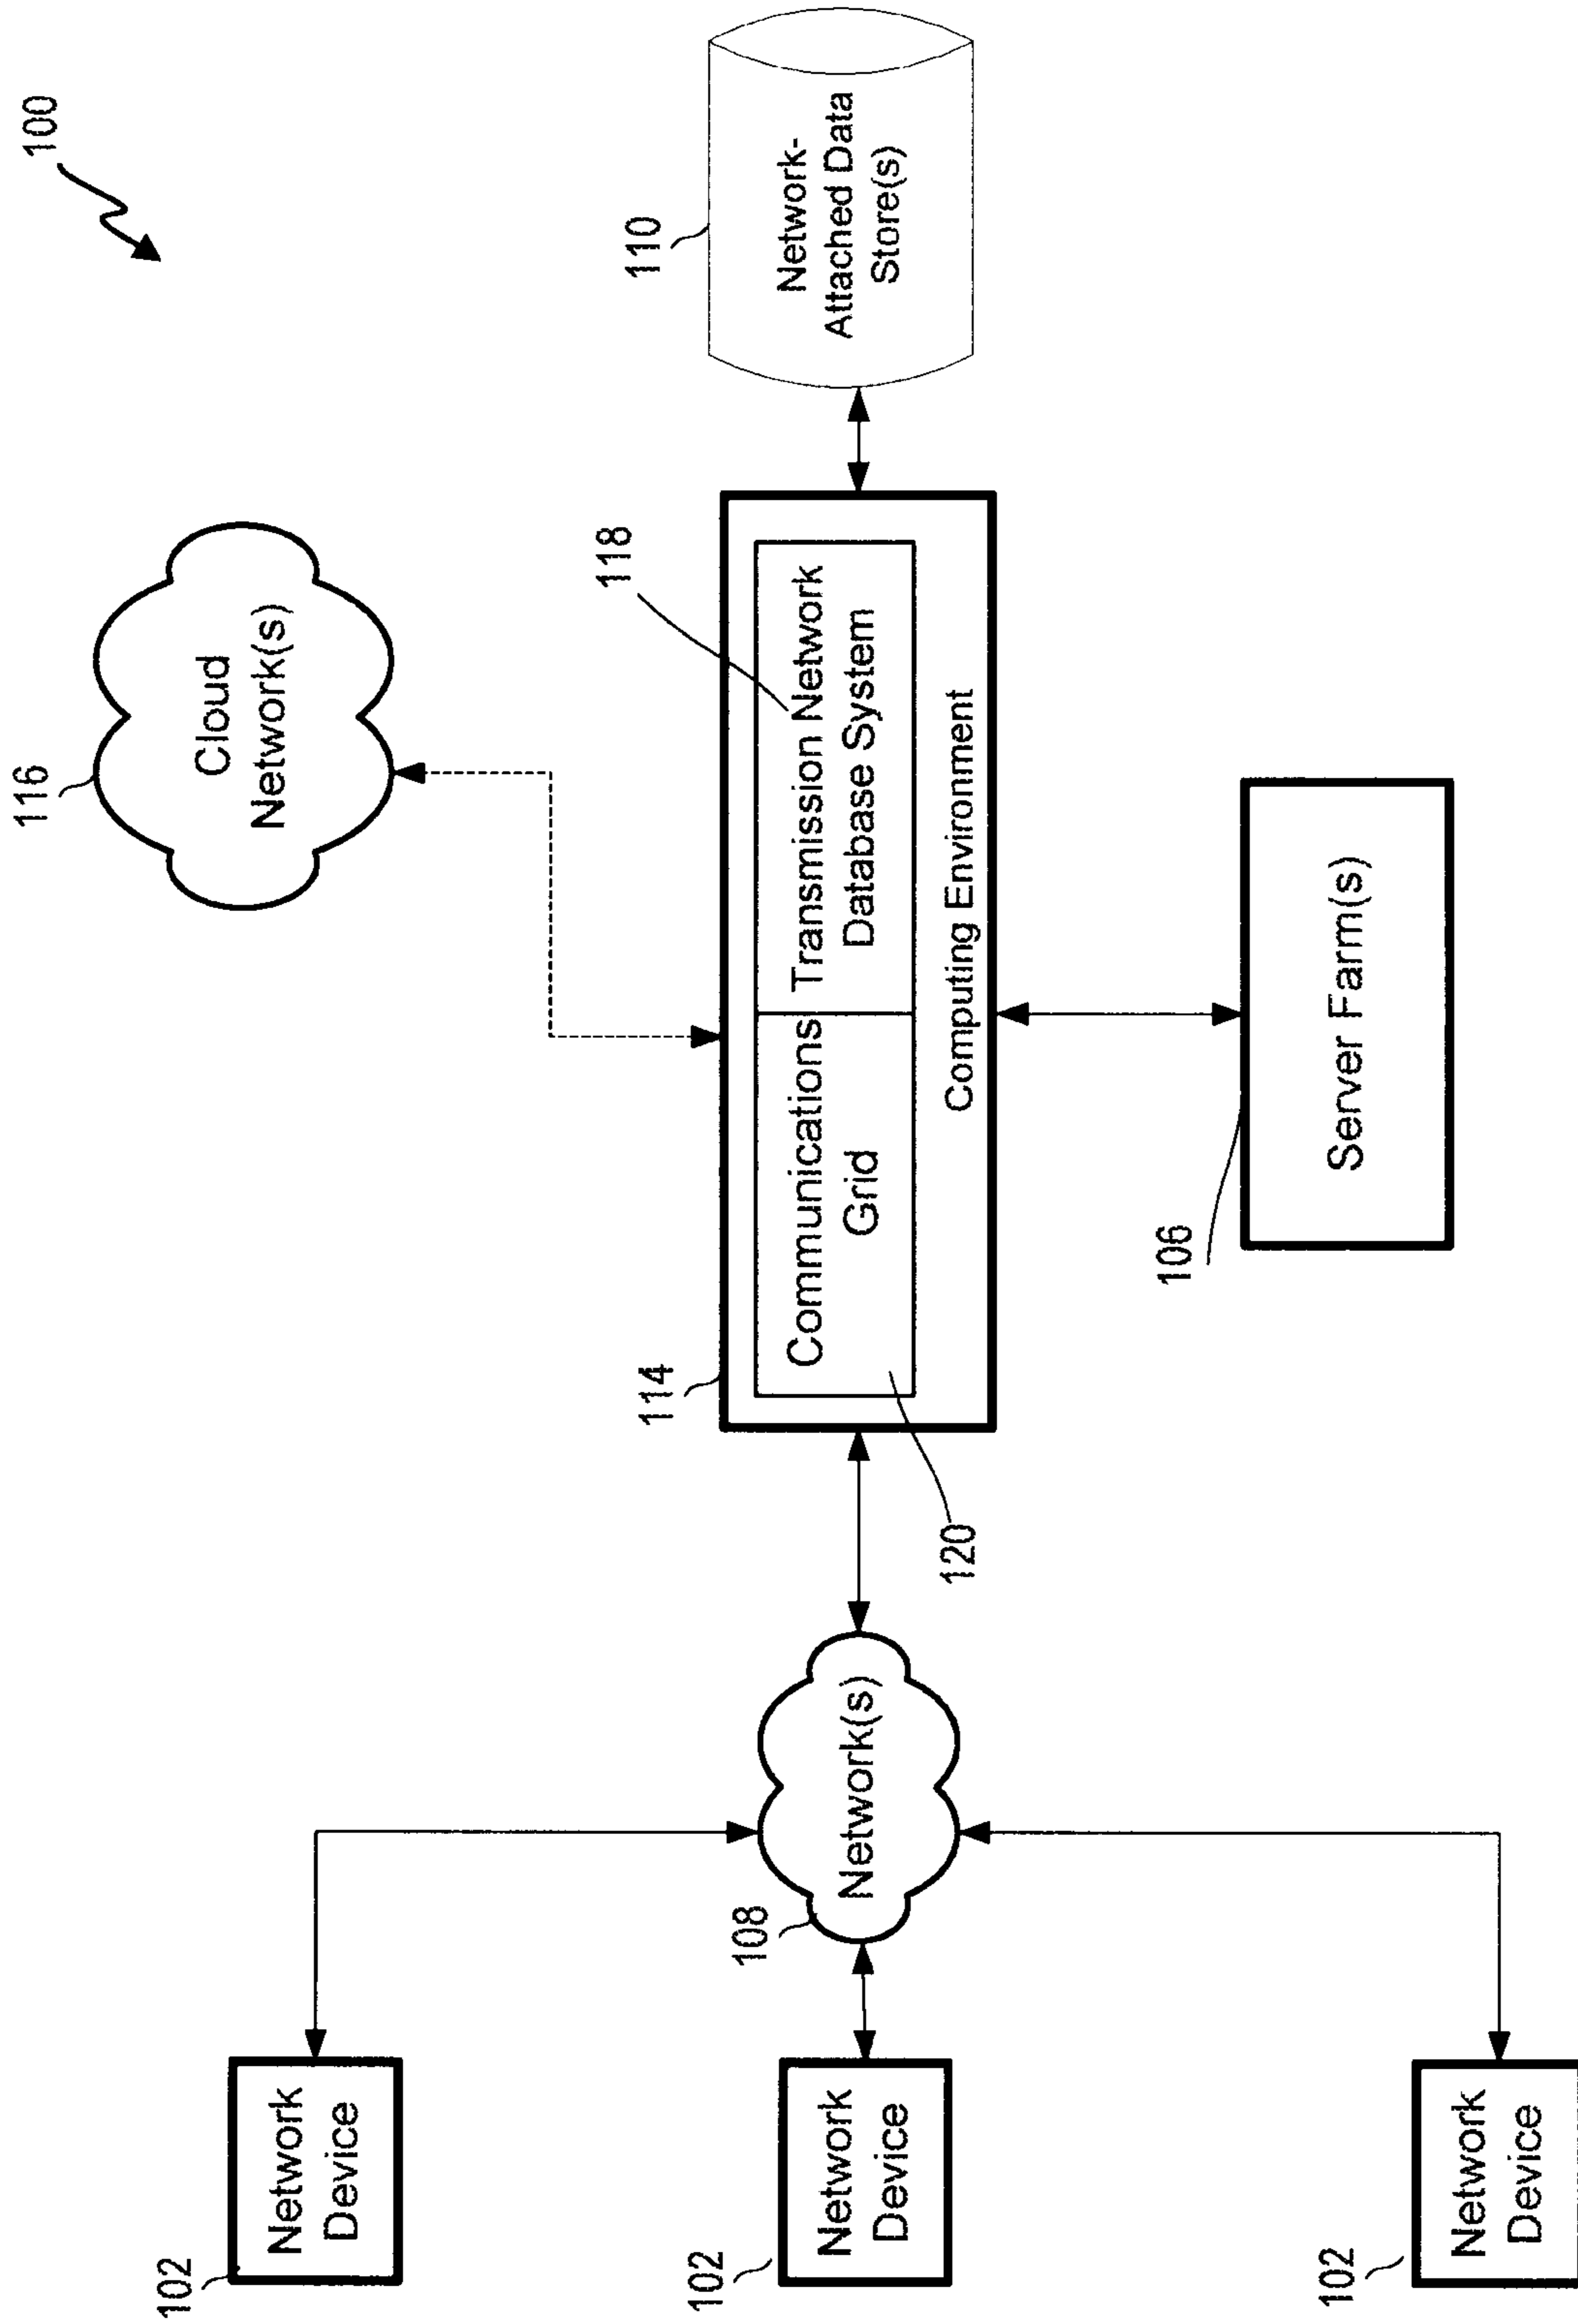 100
116
Cloud
Network(s)
110
Network-
Attached Data
Store(s)
118
114
Communications
Grid
Transmission Network
Database System
Computing Environment
120
106
Server Farm(s)
108
Network(s)
102
Network
Device
102
Network
Device
102
Network
Device